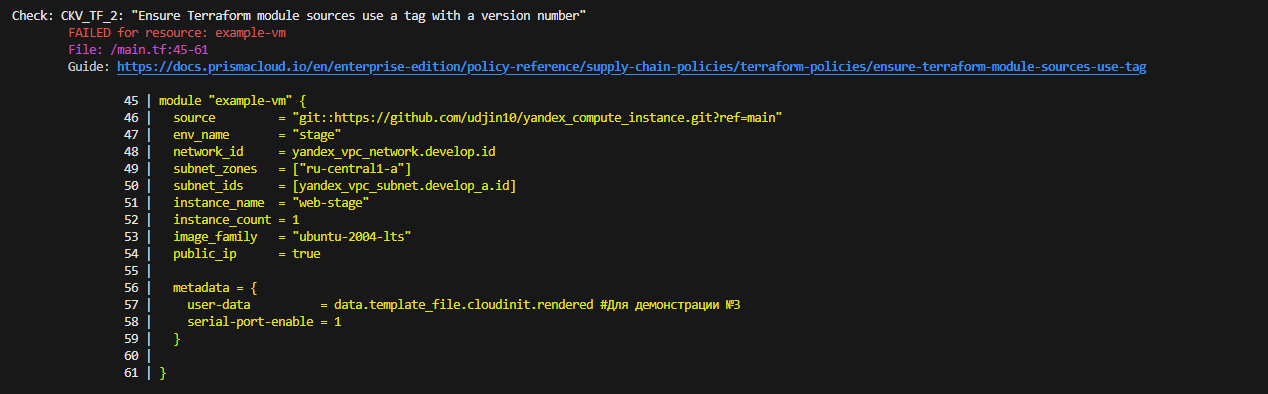 Check: CKV_TF_2: "Ensure Terraform module sources use a tag with a version number"
FAILED for resource: example-vm
File: /main.tf:45-61
Guide: https://docs.prismacloud.io/en/enterprise-edition/policy-reference/supply-chain-policies/terraform-policies/ensure-terraform-module-sources-use-tag
45 | module "example-vm" {
46 |   source         = "git::https://github.com/udjin10/yandex_compute_instance.git?ref=main"
47 |   env_name       = "stage"
48 |   network_id     = yandex_vpc_network.develop.id
49 |   subnet_zones   = ["ru-central1-a"]
50 |   subnet_ids     = [yandex_vpc_subnet.develop_a.id]
51 |   instance_name  = "web-stage"
52 |   instance_count = 1
53 |   image_family   = "ubuntu-2004-lts"
54 |   public_ip      = true
55 |
56 |   metadata = {
57 |     user-data          = data.template_file.cloudinit.rendered #Для демонстрации №3
58 |     serial-port-enable = 1
59 |   }
60 |
61 | }